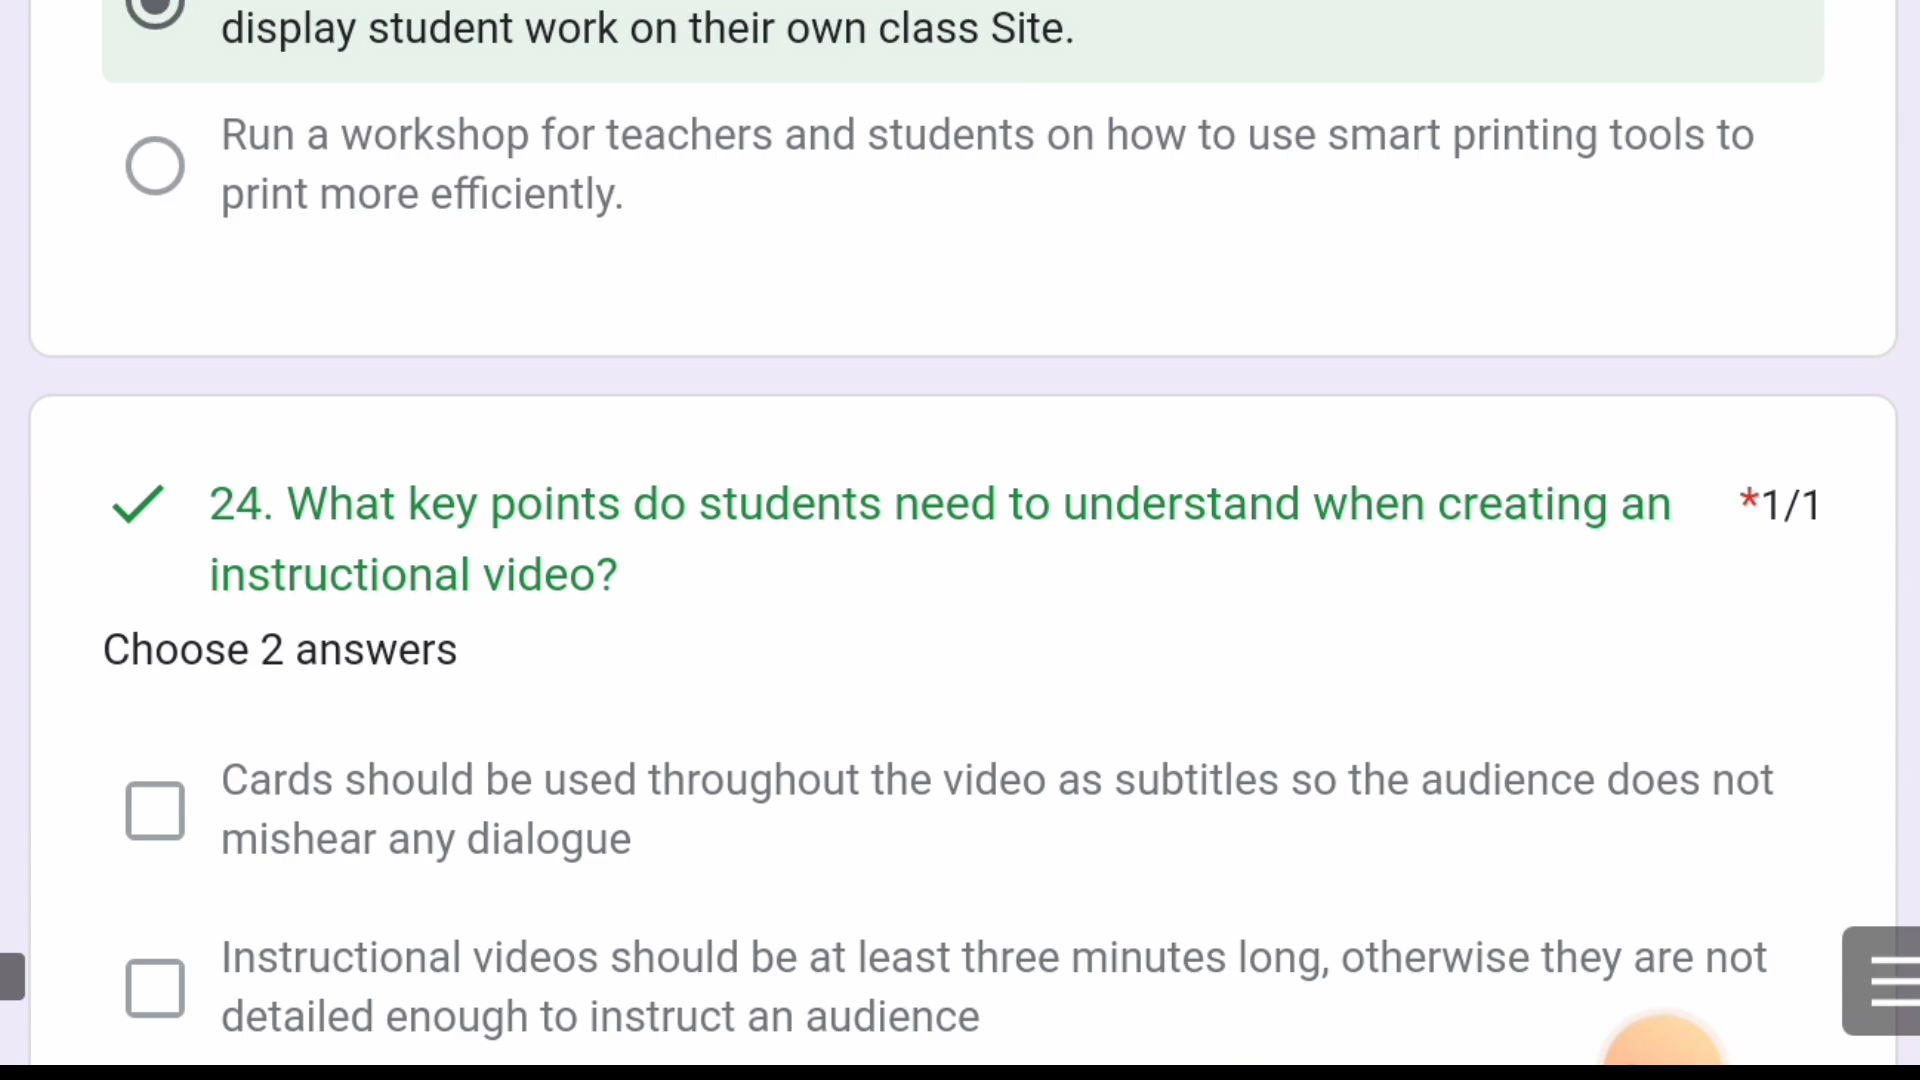 display student work on their own class Site.
Run a workshop for teachers and students on how to use smart printing tools to
print more efficiently.
24. What key points do students need to understand when creating an *1/1
instructional video?
Choose 2 answers
Cards should be used throughout the video as subtitles so the audience does not
mishear any dialogue
Instructional videos should be at least three minutes long, otherwise they are not
detailed enough to instruct an audience